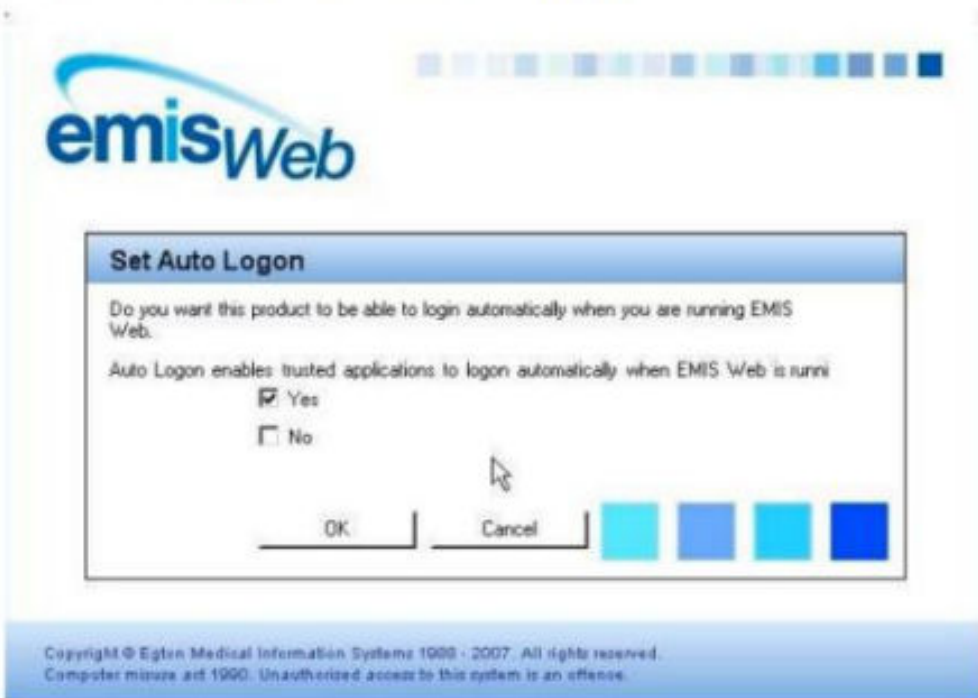 emisWeb
Set Auto Logon
Do you want this product to be able to login automatically when you are running EMIS
Web.
Auto Logon enables trusted applications to logon automatically when EMIS Web is runni
Yes
No
OK Cancel
Copyright © Egton Medical Information Systems 1988 - 2007. All rights reserved.
Computer misuse act 1990. Unauthorised access to this system is an offence.